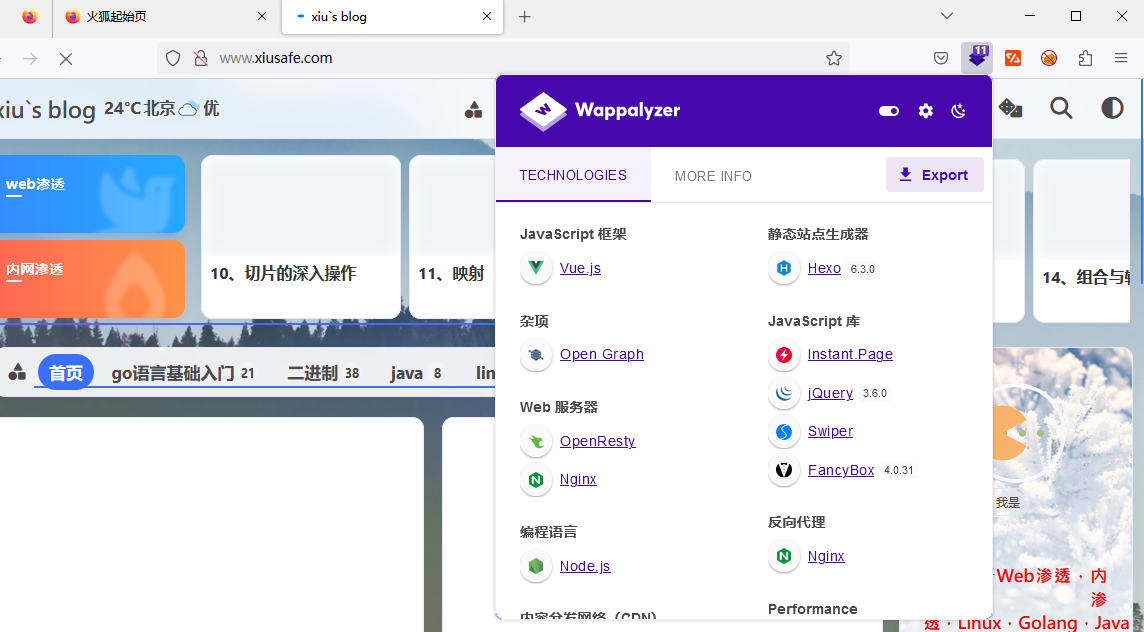 火狐起始页
xiu`s blog
www.xiusafe.com
11
xiu`s blog
24℃北京 优
Wappalyzer
TECHNOLOGIES
MORE INFO
Export
web渗透
内网渗透
10、切片的深入操作
11、映射
14、组合与
首页
go语言基础入门 21
二进制 38
java 8
lin
JavaScript 框架
Vue.js
杂项
Open Graph
Web 服务器
OpenResty
Nginx
编程语言
Node.js
内容分发网络（CDN）
静态站点生成器
Hexo 6.3.0
JavaScript 库
Instant.Page
jQuery 3.6.0
Swiper
FancyBox 4.0.31
反向代理
Nginx
Performance
我是
Web渗透 · 内
渗
透 · Linux · Golang · Java